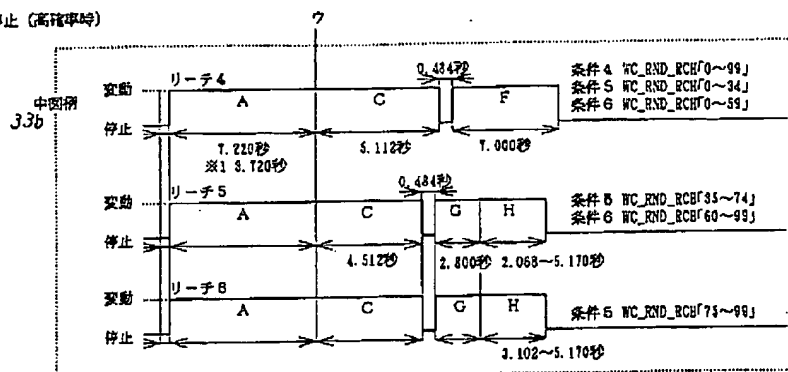 停止 (高確率時)
ウ
中図柄
33b
変動
停止
リーチ4
A
C
0.484秒
F
7.220秒
※1 3.720秒
5.112秒
7.000秒
条件4 WC_RND_RCH「0〜99」
条件5 WC_RND_RCH「0〜34」
条件6 WC_RND_RCH「0〜59」
変動
停止
リーチ5
A
C
0.484秒
G
H
4.512秒
2.800秒
2.068〜5.170秒
条件5 WC_RND_RCH「35〜74」
条件6 WC_RND_RCH「60〜99」
変動
停止
リーチ6
A
C
G
H
3.102〜5.170秒
条件5 WC_RND_RCH「75〜99」